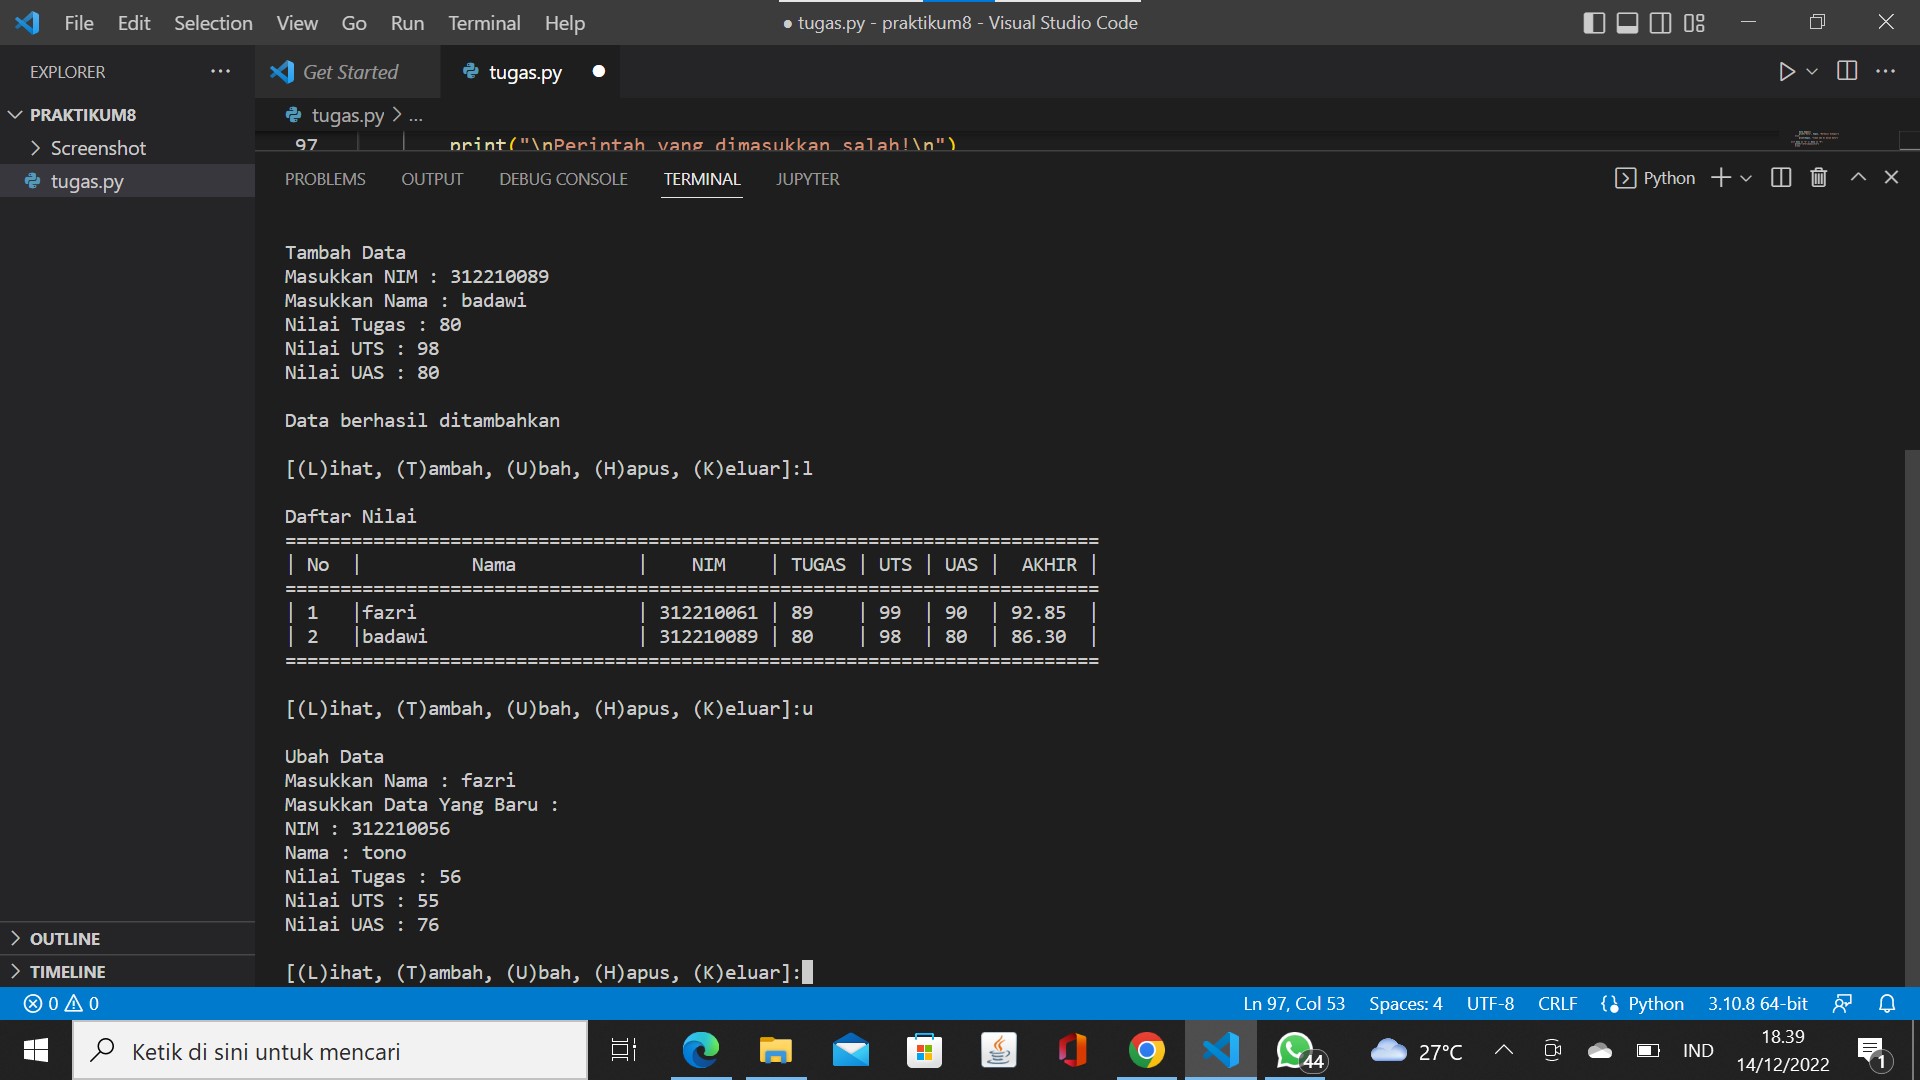 File Edit Selection View Go Run Terminal Help
● tugas.py - praktikum8 - Visual Studio Code
EXPLORER
Get Started
tugas.py
PRAKTIKUM8
Screenshot
tugas.py
tugas.py > ...
97 print("\nPerintah yang dimasukkan salah!\n")
PROBLEMS OUTPUT DEBUG CONSOLE TERMINAL JUPYTER
Python
Tambah Data
Masukkan NIM : 312210089
Masukkan Nama : badawi
Nilai Tugas : 80
Nilai UTS : 98
Nilai UAS : 80
Data berhasil ditambahkan
[(L)ihat, (T)ambah, (U)bah, (H)apus, (K)eluar]:l
Daftar Nilai
==========================================================================
| No | Nama | NIM | TUGAS | UTS | UAS | AKHIR |
==========================================================================
| 1 |fazri | 312210061 | 89 | 99 | 90 | 92.85 |
| 2 |badawi | 312210089 | 80 | 98 | 80 | 86.30 |
==========================================================================
[(L)ihat, (T)ambah, (U)bah, (H)apus, (K)eluar]:u
Ubah Data
Masukkan Nama : fazri
Masukkan Data Yang Baru :
NIM : 312210056
Nama : tono
Nilai Tugas : 56
Nilai UTS : 55
Nilai UAS : 76
[(L)ihat, (T)ambah, (U)bah, (H)apus, (K)eluar]:
OUTLINE
TIMELINE
0 0
Ln 97, Col 53 Spaces: 4 UTF-8 CRLF Python 3.10.8 64-bit
Ketik di sini untuk mencari
44
27°C
IND
18.39
14/12/2022
1